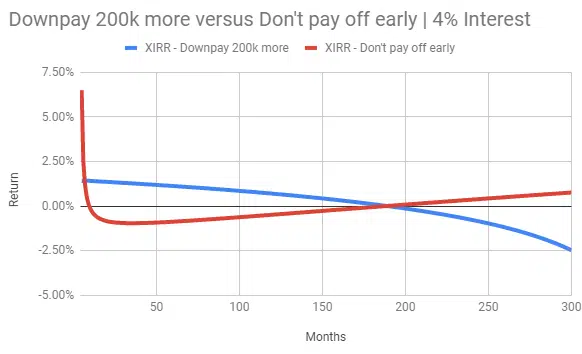 Downpay 200k more versus Don't pay off early | 4% Interest
XIRR - Downpay 200k more XIRR - Don't pay off early
7.50%
5.00%
2.50%
0.00%
-2.50%
-5.00%
Return
50 100 150 200 250 300
Months